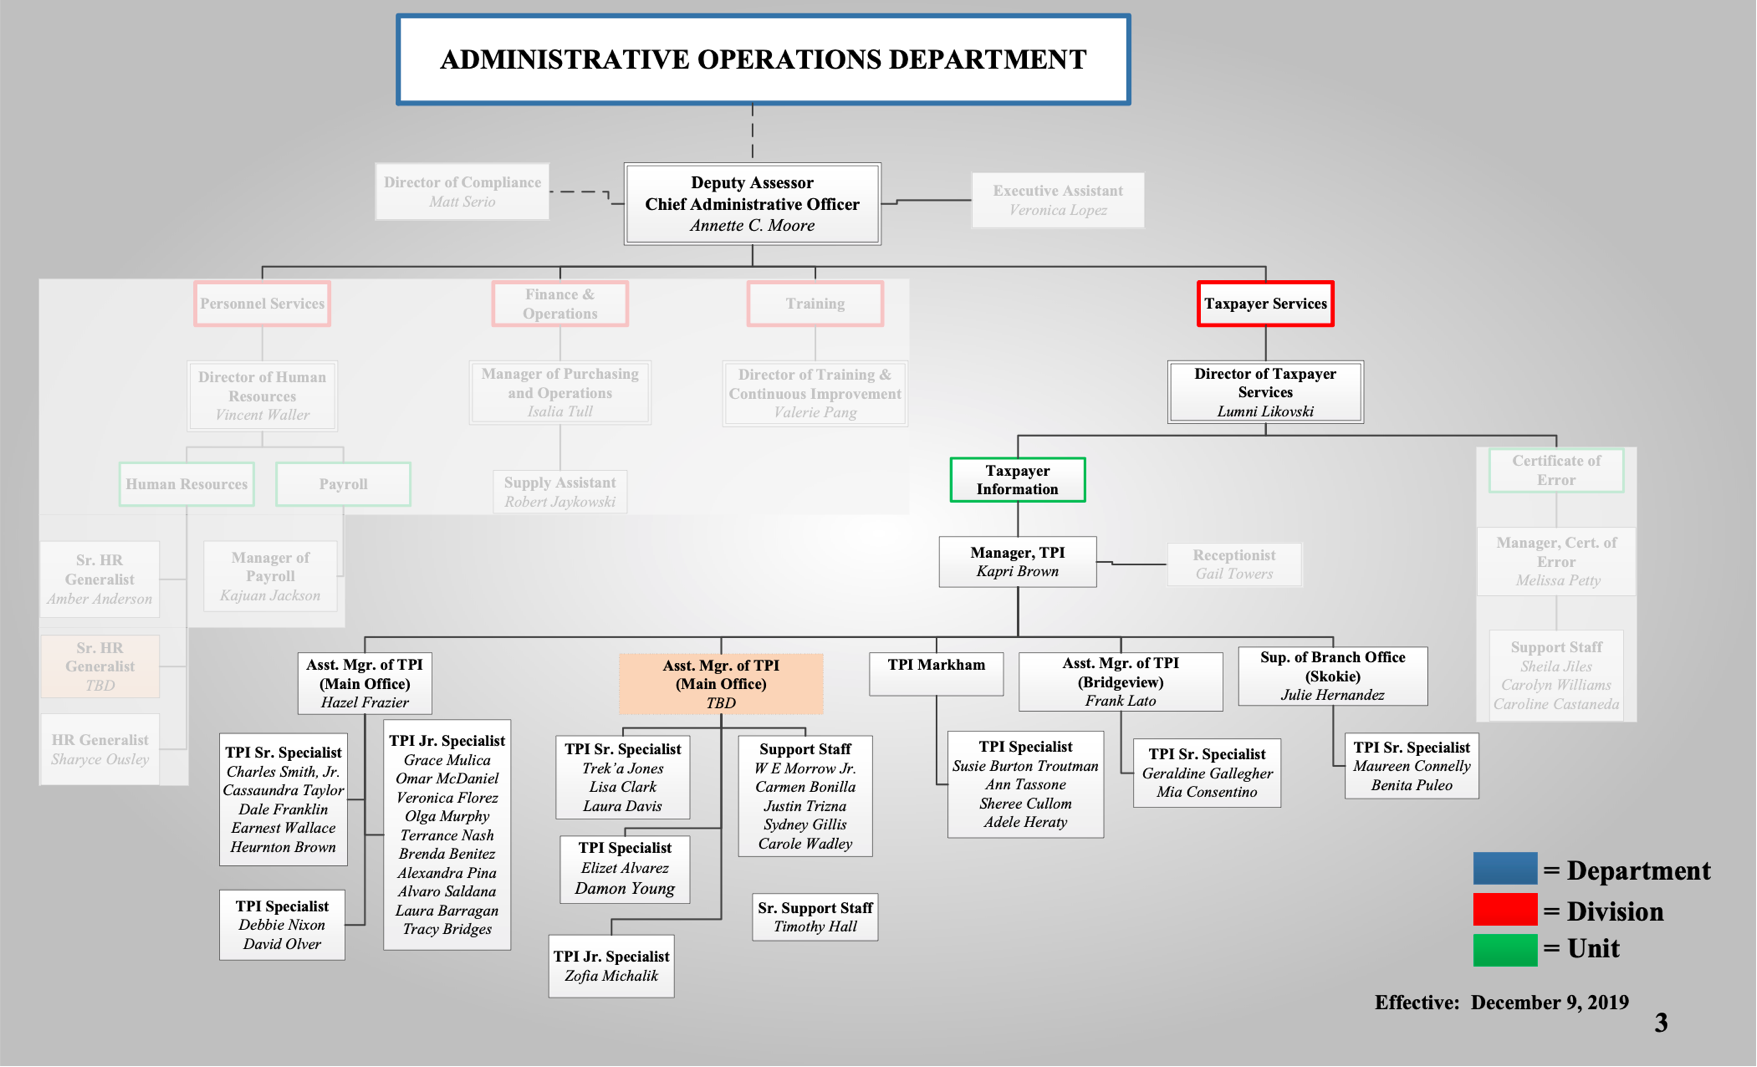 ADMINISTRATIVE OPERATIONS DEPARTMENT
Director of Compliance
Matt Serio
Deputy Assessor
Chief Administrative Officer
Annette C. Moore
Executive Assistant
Veronica Lopez
Personnel Services
Finance &
Operations
Training
Taxpayer Services
Director of Human
Resources
Vincent Waller
Manager of Purchasing
and Operations
Isalia Tull
Director of Training &
Continuous Improvement
Valerie Pang
Director of Taxpayer
Services
Lumni Likovski
Human Resources
Payroll
Supply Assistant
Robert Jaykowski
Taxpayer
Information
Certificate of
Error
Sr. HR
Generalist
Amber Anderson
Manager of
Payroll
Kajuan Jackson
Manager, TPI
Kapri Brown
Receptionist
Gail Towers
Manager, Cert. of
Error
Melissa Petty
Sr. HR
Generalist
TBD
HR Generalist
Sharyce Ousley
Support Staff
Sheila Jiles
Carolyn Williams
Caroline Castaneda
Asst. Mgr. of TPI
(Main Office)
Hazel Frazier
Asst. Mgr. of TPI
(Main Office)
TBD
TPI Markham
Asst. Mgr. of TPI
(Bridgeview)
Frank Lato
Sup. of Branch Office
(Skokie)
Julie Hernandez
TPI Sr. Specialist
Charles Smith, Jr.
Cassaundra Taylor
Dale Franklin
Earnest Wallace
Heurnton Brown
TPI Specialist
Debbie Nixon
David Olver
TPI Jr. Specialist
Grace Mulica
Omar McDaniel
Veronica Florez
Olga Murphy
Terrance Nash
Brenda Benitez
Alexandra Pina
Alvaro Saldana
Laura Barragan
Tracy Bridges
TPI Sr. Specialist
Trek’a Jones
Lisa Clark
Laura Davis
TPI Specialist
Elizet Alvarez
Damon Young
TPI Jr. Specialist
Zofia Michalik
Support Staff
W E Morrow Jr.
Carmen Bonilla
Justin Trizna
Sydney Gillis
Carole Wadley
Sr. Support Staff
Timothy Hall
TPI Specialist
Susie Burton Troutman
Ann Tassone
Sheree Cullom
Adele Heraty
TPI Sr. Specialist
Geraldine Gallegher
Mia Consentino
TPI Sr. Specialist
Maureen Connelly
Benita Puleo
= Department
= Division
= Unit
Effective: December 9, 2019
3